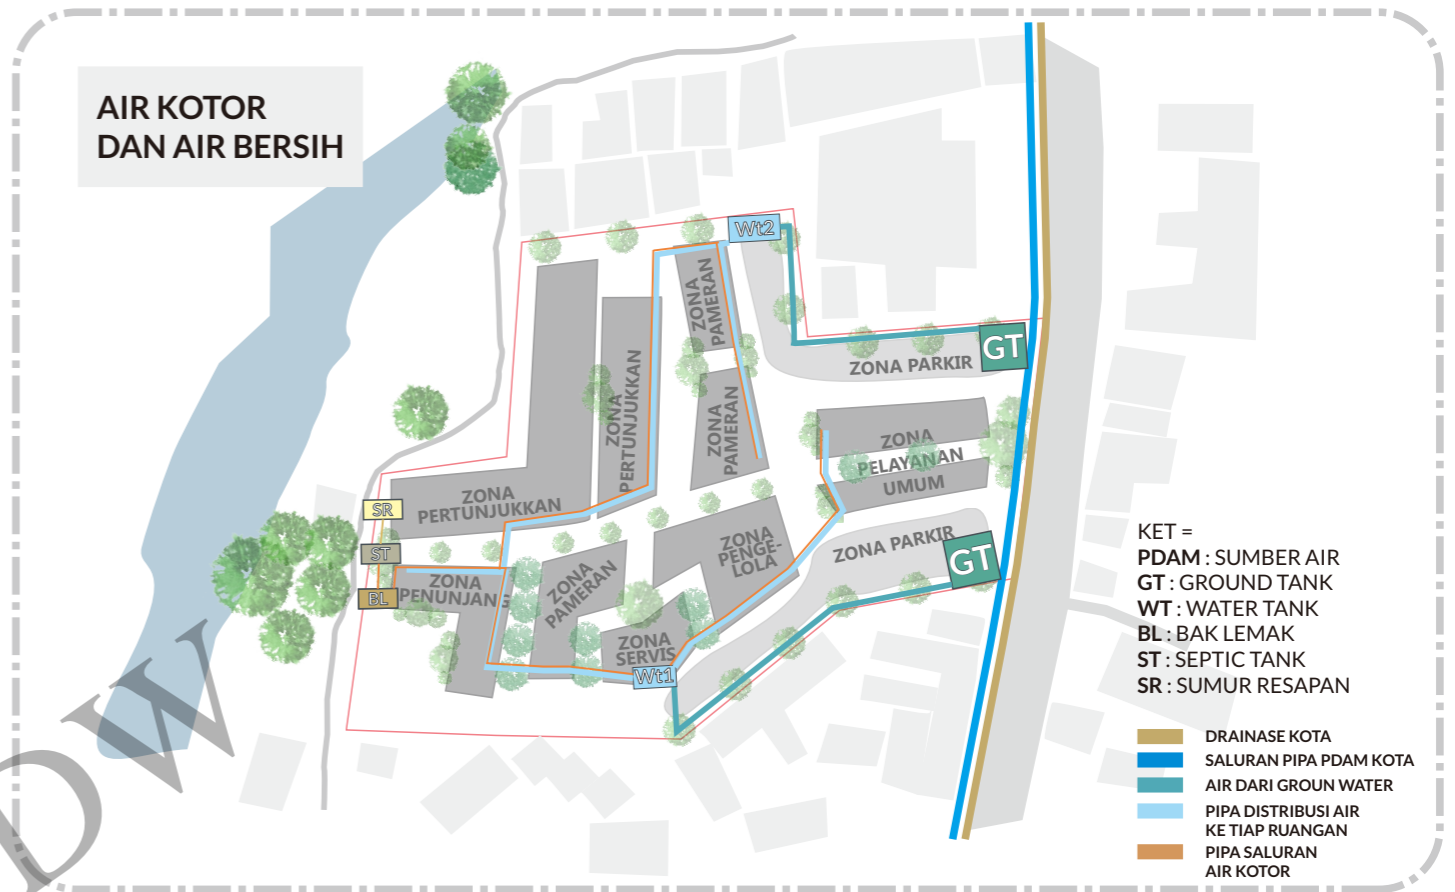 AIR KOTOR
DAN AIR BERSIH
Wt2
ZONA
PAMERAN
GT
ZONA PARKIR
ZONA
PERTUNJUKKAN
ZONA
PAMERAN
ZONA
PELAYANAN
UMUM
ZONA
PERTUNJUKKAN
SR
ST
BL
ZONA
PENGE-
LOLA
ZONA PARKIR
GT
ZONA
PENUNJANG
ZONA
PAMERAN
ZONA
SERVIS
Wt1
KET =
PDAM : SUMBER AIR
GT : GROUND TANK
WT : WATER TANK
BL : BAK LEMAK
ST : SEPTIC TANK
SR : SUMUR RESAPAN
DRAINASE KOTA
SALURAN PIPA PDAM KOTA
AIR DARI GROUN WATER
PIPA DISTRIBUSI AIR
KE TIAP RUANGAN
PIPA SALURAN
AIR KOTOR
DW